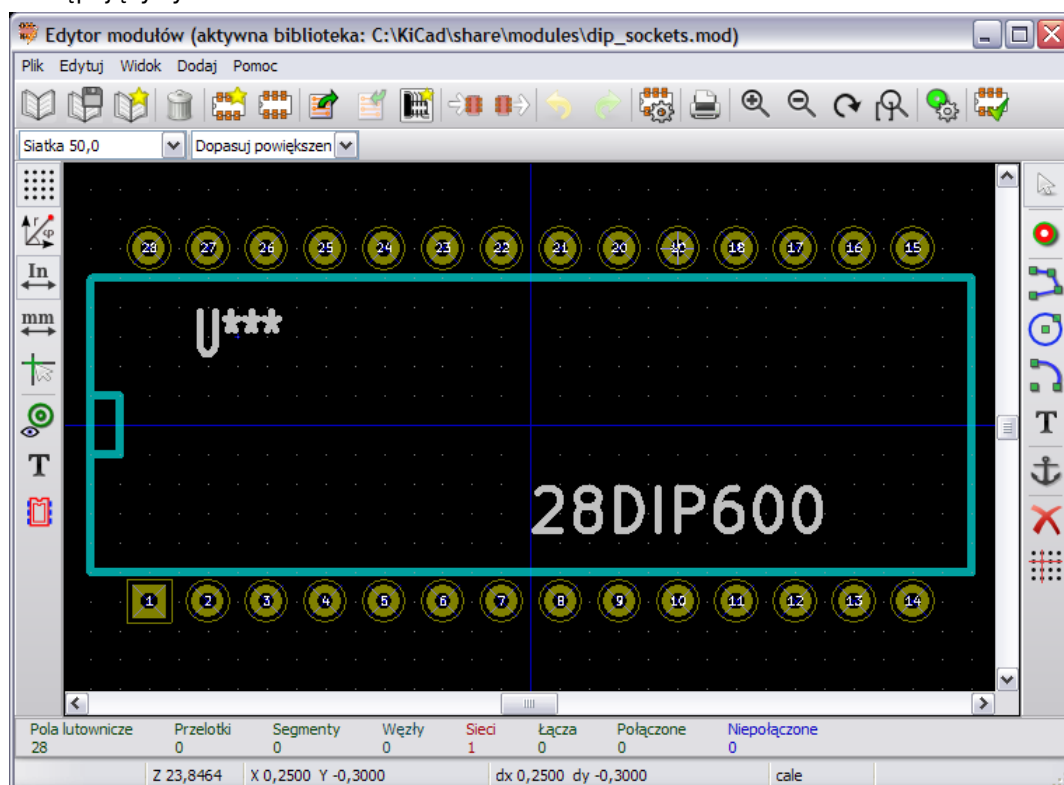 Edytor modułów (aktywna biblioteka: C:\KiCad\share\modules\dip_sockets.mod)
Plik Edytuj Widok Dodaj Pomoc
Siatka 50,0 Dopasuj powiększen
In
mm
T
T
28 27 26 25 24 23 22 21 20 19 18 17 16 15
U***
28DIP600
1 2 3 4 5 6 7 8 9 10 11 12 13 14
Pola lutownicze Przelotki Segmenty Węzły Sieci Łącza Połączone Niepołączone
28 0 0 0 1 0 0 0
Z 23,8464 X 0,2500 Y -0,3000 dx 0,2500 dy -0,3000 cale